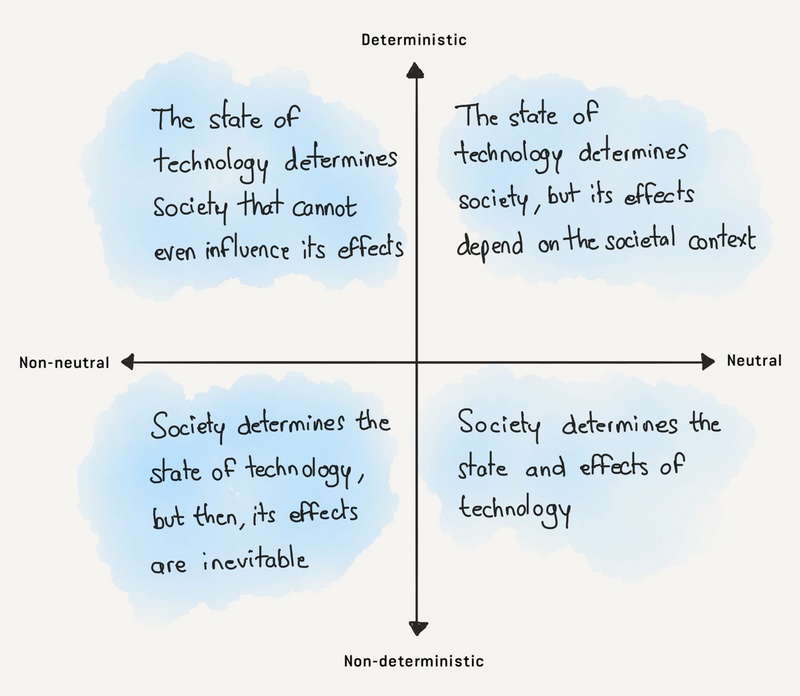 Deterministic
The state of
technology determines
Society that cannot
even influence its effects
The state of
technology determines
society, but its effects
depend on the societal context
Non-neutral
Neutral
Society determines the
state of technology,
but then, its effects
are inevitable
Society determines the
state and effects of
technology
Non-deterministic